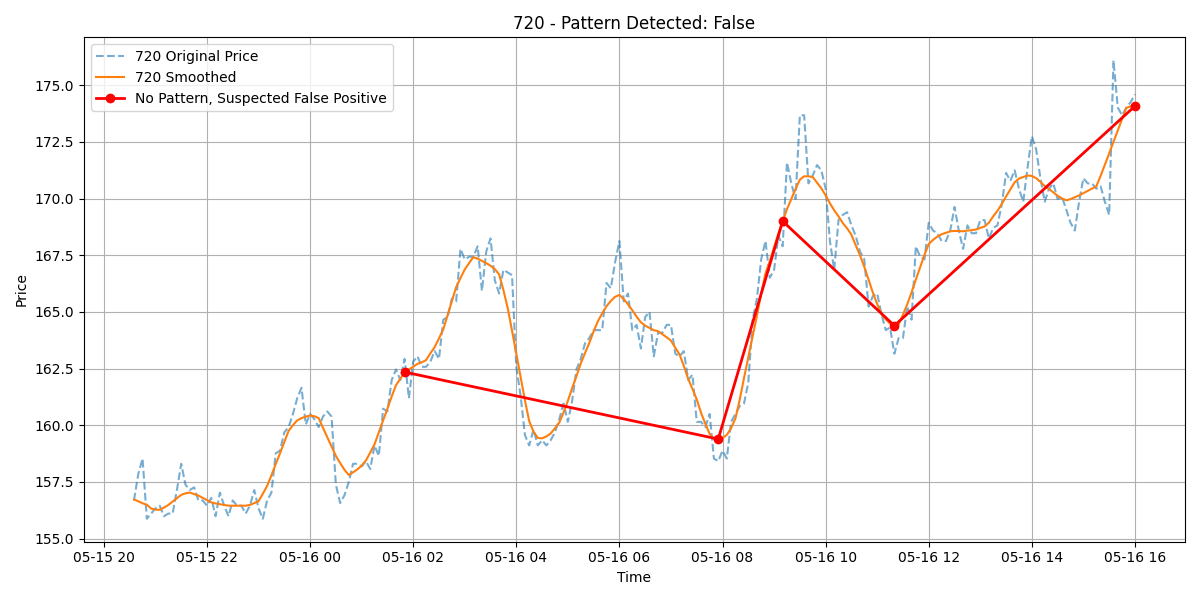 720 - Pattern Detected: False
720 Original Price
720 Smoothed
No Pattern, Suspected False Positive
Price
175.0
172.5
170.0
167.5
165.0
162.5
160.0
157.5
155.0
05-15 20 05-15 22 05-16 00 05-16 02 05-16 04 05-16 06 05-16 08 05-16 10 05-16 12 05-16 14 05-16 16
Time